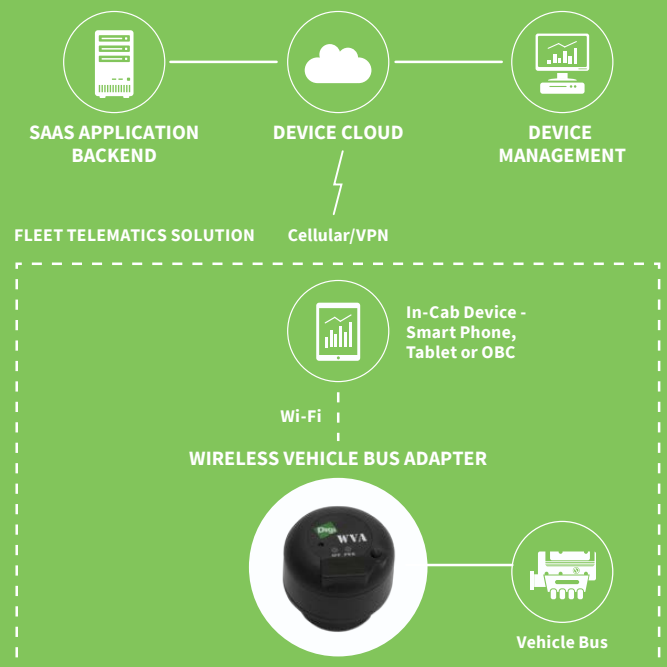 SAAS APPLICATION
BACKEND
DEVICE CLOUD
DEVICE
MANAGEMENT
FLEET TELEMATICS SOLUTION
Cellular/VPN
In-Cab Device -
Smart Phone,
Tablet or OBC
Wi-Fi
WIRELESS VEHICLE BUS ADAPTER
Digi
WVA
Vehicle Bus